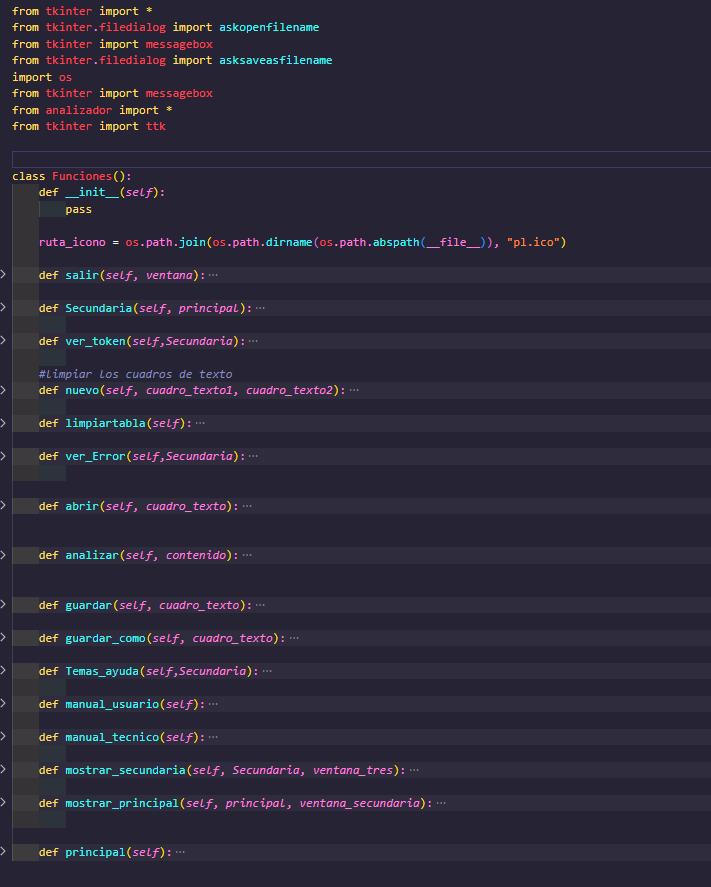 from tkinter import *
from tkinter.filedialog import askopenfilename
from tkinter import messagebox
from tkinter.filedialog import asksaveasfilename
import os
from tkinter import messagebox
from analizador import *
from tkinter import ttk
class Funciones():
def __init__(self):
pass
ruta_icono = os.path.join(os.path.dirname(os.path.abspath(__file__)), "pl.ico")
def salir(self, ventana):···
def Secundaria(self, principal):···
def ver_token(self,Secundaria):···
#limpiar los cuadros de texto
def nuevo(self, cuadro_texto1, cuadro_texto2):···
def limpiartabla(self):···
def ver_Error(self,Secundaria):···
def abrir(self, cuadro_texto):···
def analizar(self, contenido):···
def guardar(self, cuadro_texto):···
def guardar_como(self, cuadro_texto):···
def Temas_ayuda(self,Secundaria):···
def manual_usuario(self):···
def manual_tecnico(self):···
def mostrar_secundaria(self, Secundaria, ventana_tres):···
def mostrar_principal(self, principal, ventana_secundaria):···
def principal(self):···